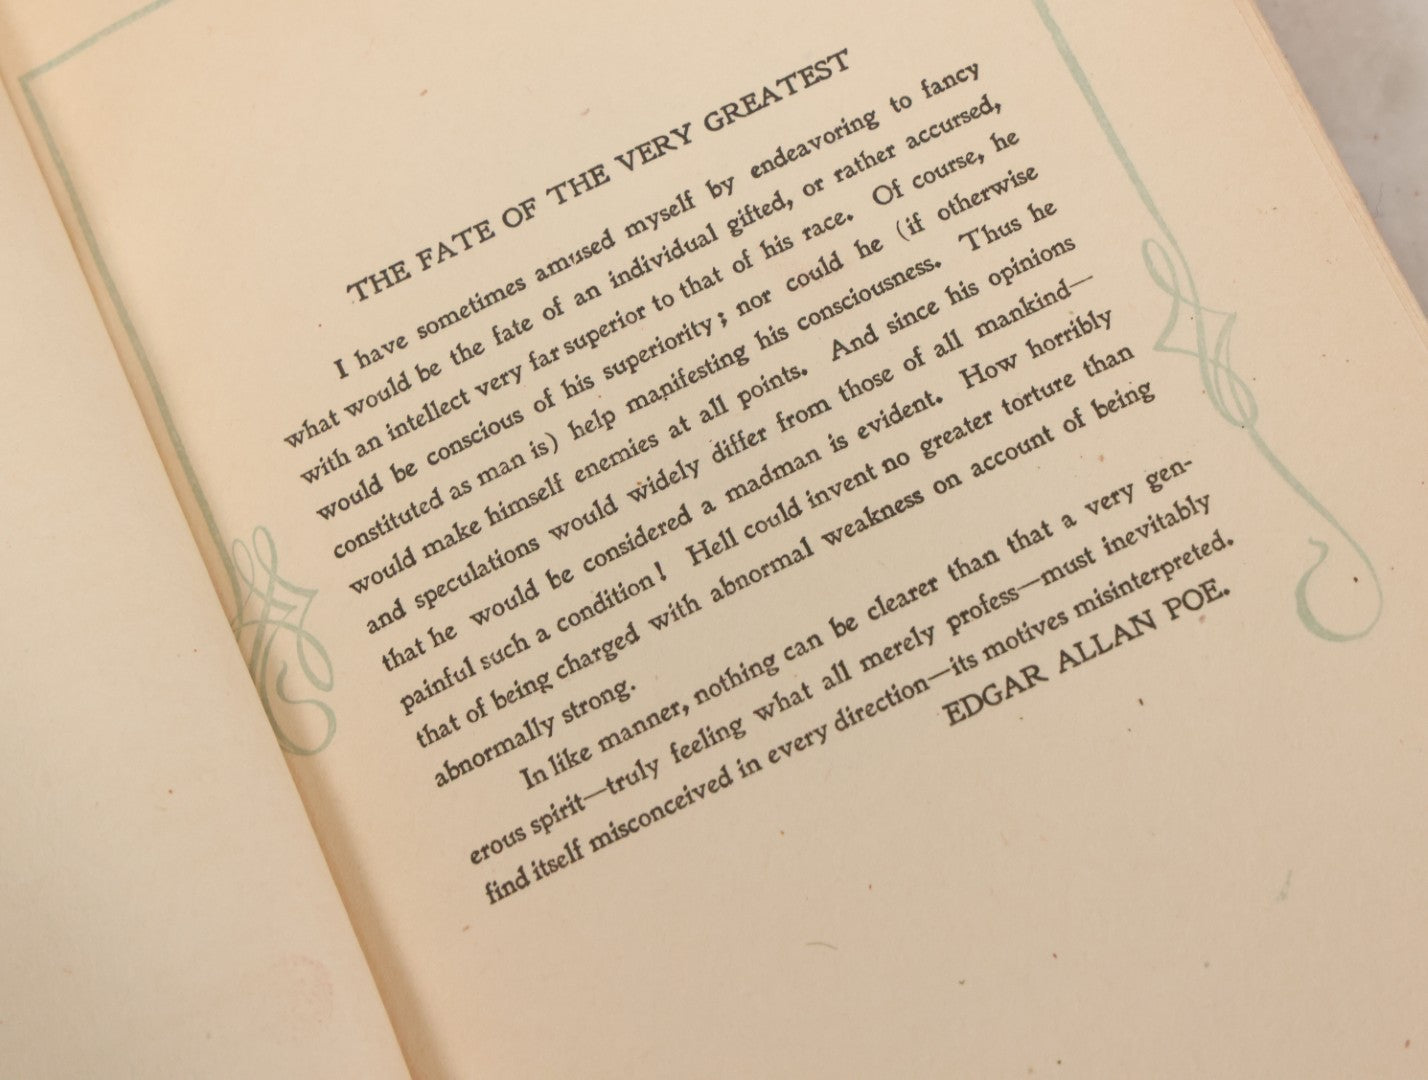 THE FATE OF THE VERY GREATEST
I have sometimes amused myself by endeavoring to fancy
what would be the fate of an individual gifted, or rather accursed,
with an intellect very far superior to that of his race. Of course, he
would be conscious of his superiority; nor could he (if otherwise
constituted as man is) help manifesting his consciousness. Thus he
would make himself enemies at all points. And since his opinions
and speculations would widely differ from those of all mankind—
that he would be considered a madman is evident. How horribly
painful such a condition! Hell could invent no greater torture than
that of being charged with abnormal weakness on account of being
abnormally strong.
In like manner, nothing can be clearer than that a very gen-
erous spirit—truly feeling what all merely profess—must inevitably
find itself misconceived in every direction—its motives misinterpreted.
EDGAR ALLAN POE.